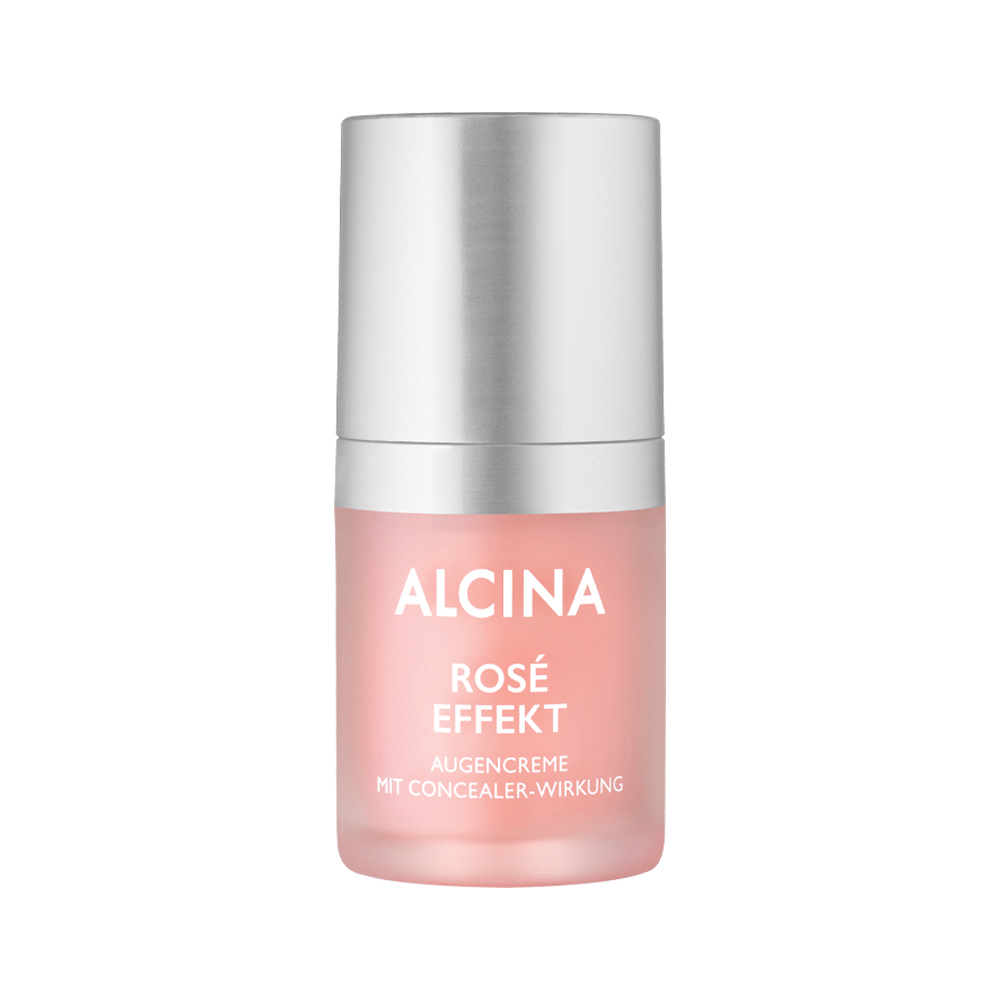 ALCINA
ROSÉ
EFFEKT
AUGENCREME
MIT CONCEALER-WIRKUNG